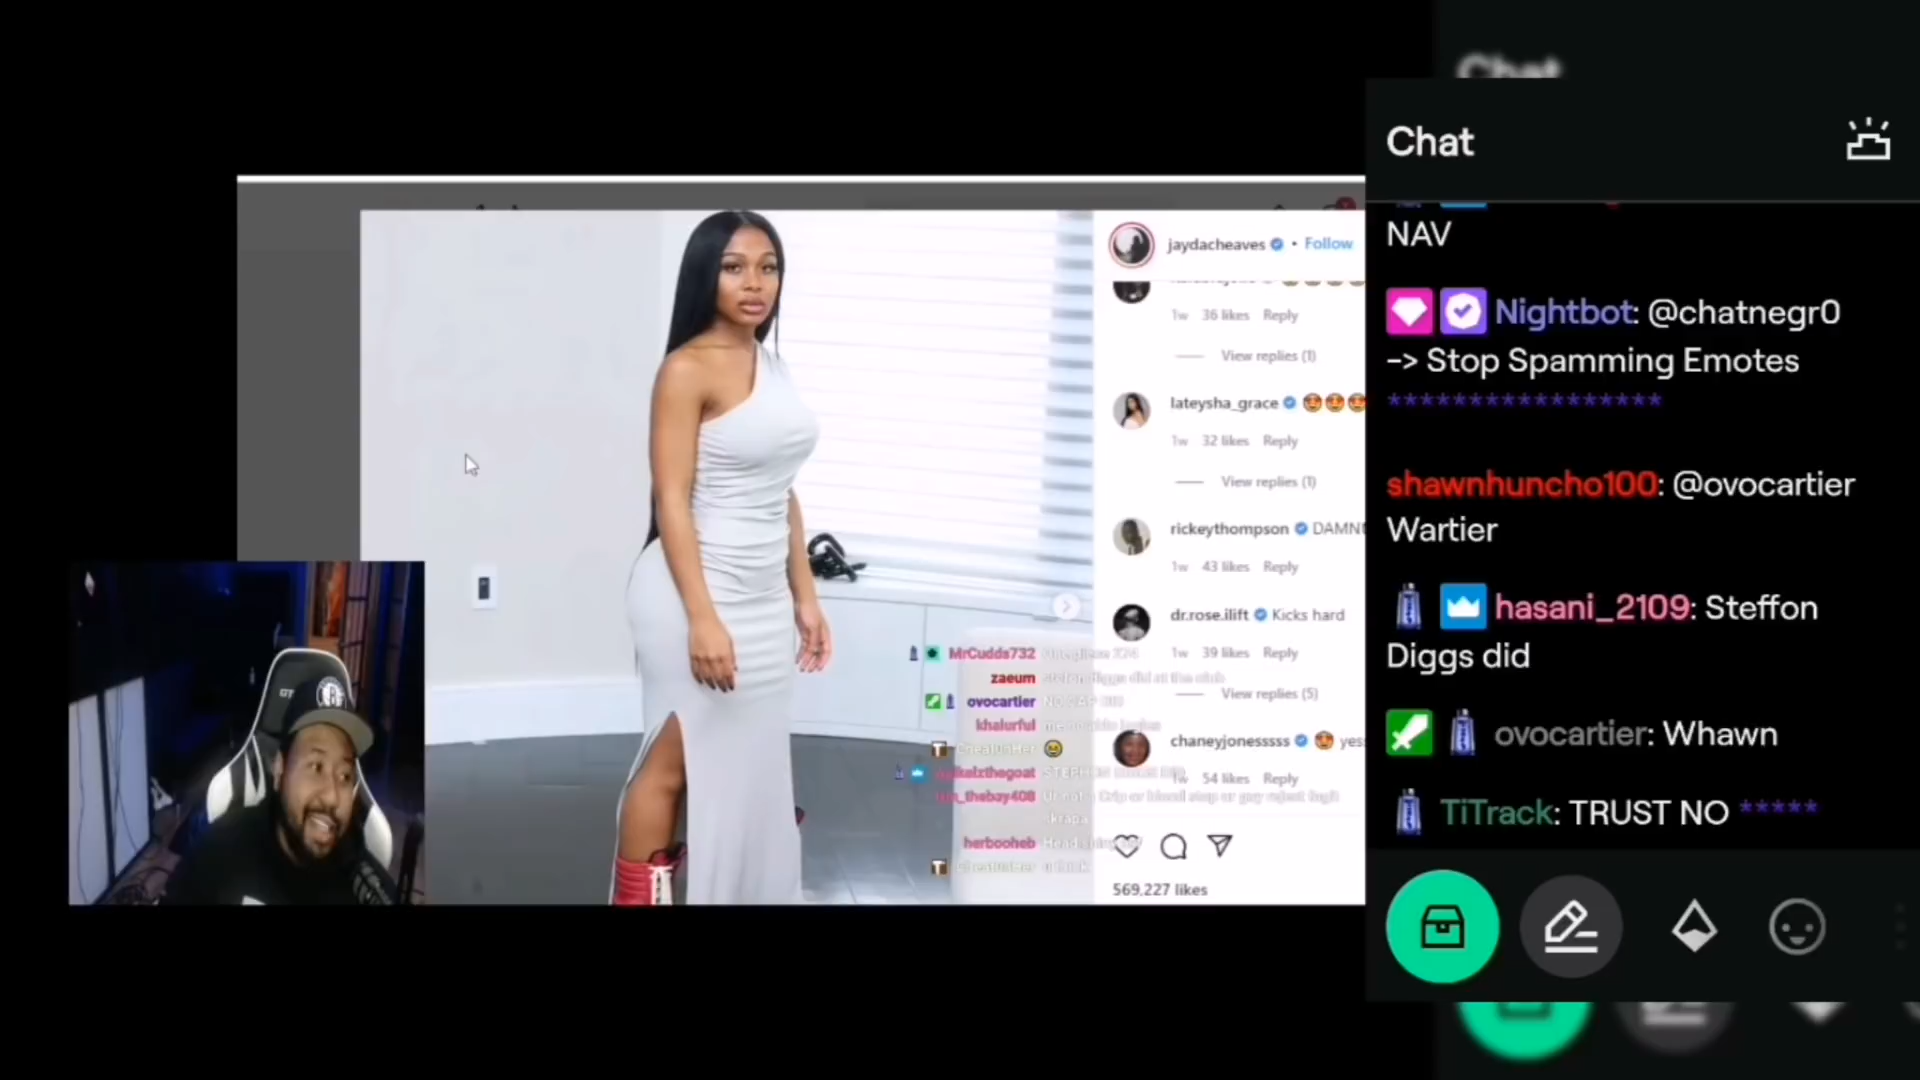 Chat
Chat
NAV
Nightbot: @chatnegr0
-> Stop Spamming Emotes
*****************
shawnhuncho100: @ovocartier
Wartier
hasani_2109: Steffon
Diggs did
ovocartier: Whawn
TiTrack: TRUST NO *****
jaydacheaves • Follow
1w 36 likes Reply
View replies (1)
lateysha_grace 😍😍😍
1w 32 likes Reply
View replies (1)
rickeythompson DAMN
1w 43 likes Reply
dr.rose.ilift Kicks hard
1w 39 likes Reply
View replies (5)
chaneyjonesssss 😍 yes
1w 54 likes Reply
569,227 likes
MrCudds732
zaeum
ovocartier
khalurful
herbooheb